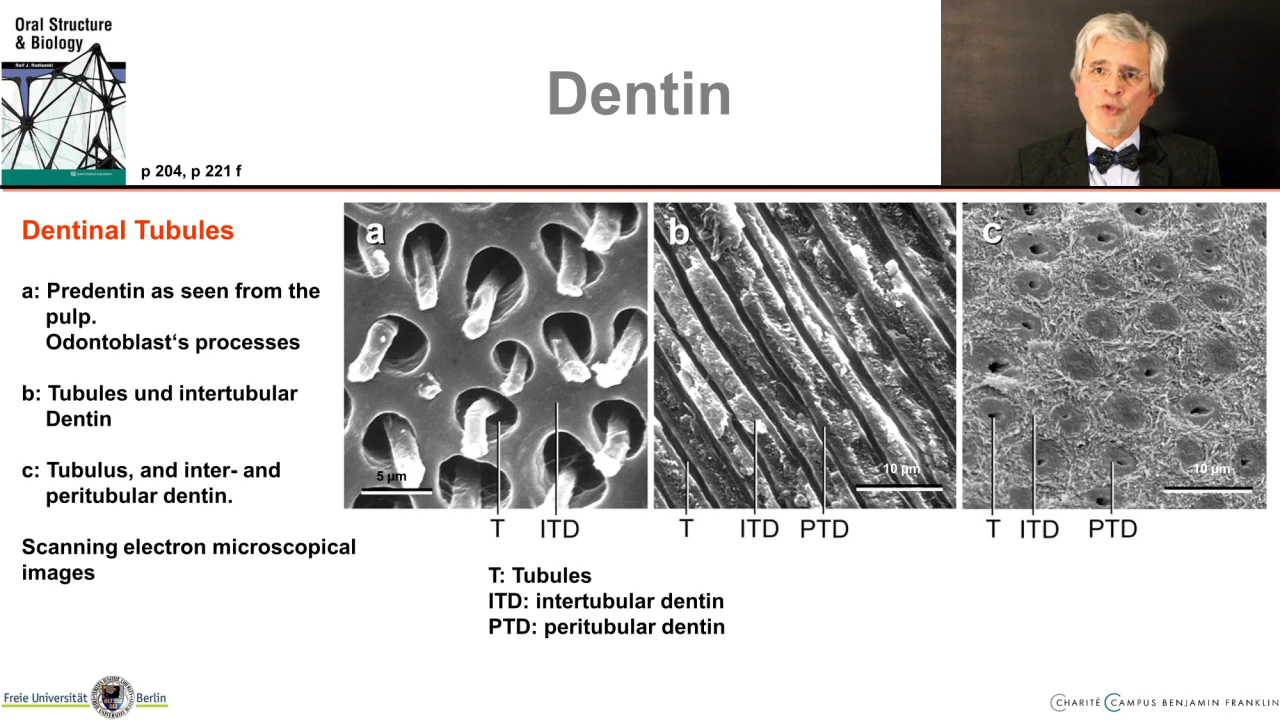 Oral Structure
& Biology
Ralf J. Radlanski
p 204, p 221 f
Dentin
Dentinal Tubules
a: Predentin as seen from the
pulp.
Odontoblast‘s processes
b: Tubules und intertubular
Dentin
c: Tubulus, and inter- and
peritubular dentin.
Scanning electron microscopical
images
a
5 µm
T ITD
b
10 µm
T ITD PTD
c
10 µm
T ITD PTD
T: Tubules
ITD: intertubular dentin
PTD: peritubular dentin
Freie Universität Berlin
CHARITÉ CAMPUS BENJAMIN FRANKLIN